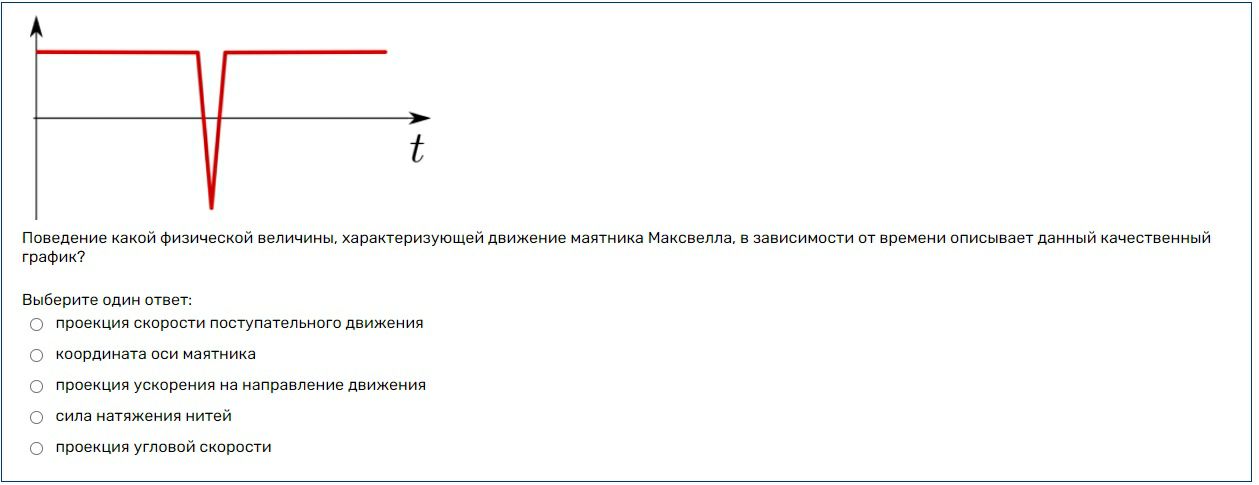 t
Поведение какой физической величины, характеризующей движение маятника Максвелла, в зависимости от времени описывает данный качественный
график?
Выберите один ответ:
проекция скорости поступательного движения
координата оси маятника
проекция ускорения на направление движения
сила натяжения нитей
проекция угловой скорости